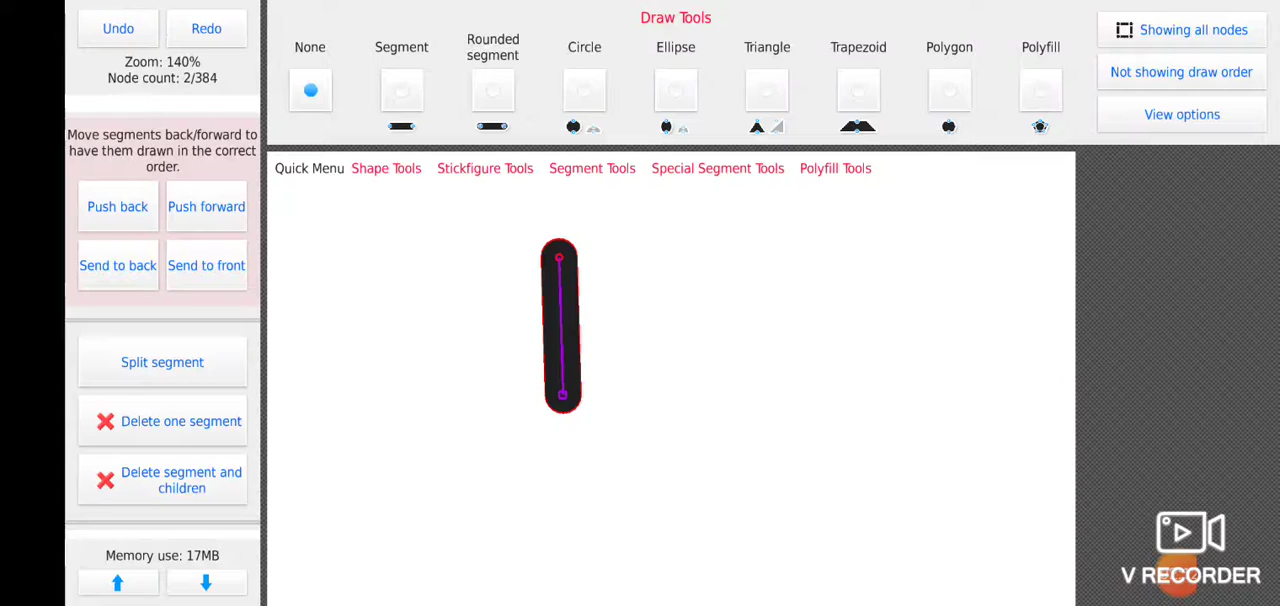 Undo
Redo
Zoom: 140%
Node count: 2/384
Move segments back/forward to
have them drawn in the correct
order.
Push back
Push forward
Send to back
Send to front
Split segment
Delete one segment
Delete segment and
children
Memory use: 17MB
Draw Tools
None
Segment
Rounded
segment
Circle
Ellipse
Triangle
Trapezoid
Polygon
Polyfill
Showing all nodes
Not showing draw order
View options
Quick Menu Shape Tools Stickfigure Tools Segment Tools Special Segment Tools Polyfill Tools
V RECORDER